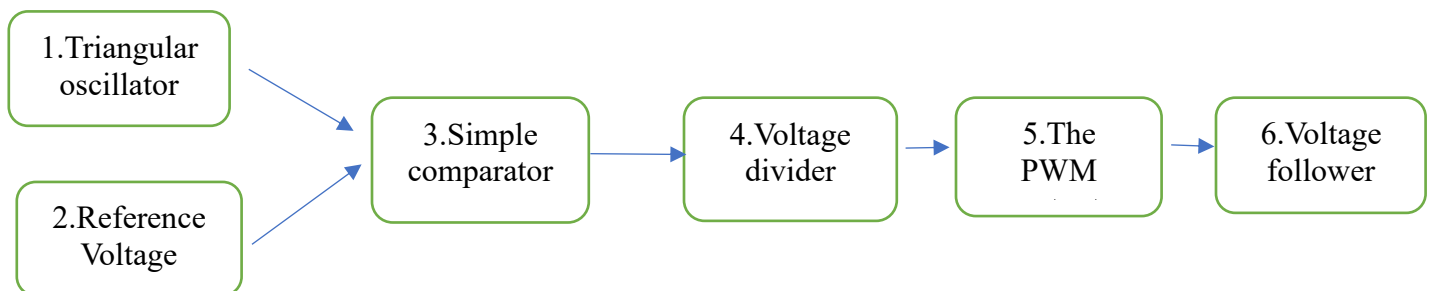 1.Triangular
oscillator
2.Reference
Voltage
3.Simple
comparator
4.Voltage
divider
5.The
PWM
6.Voltage
follower